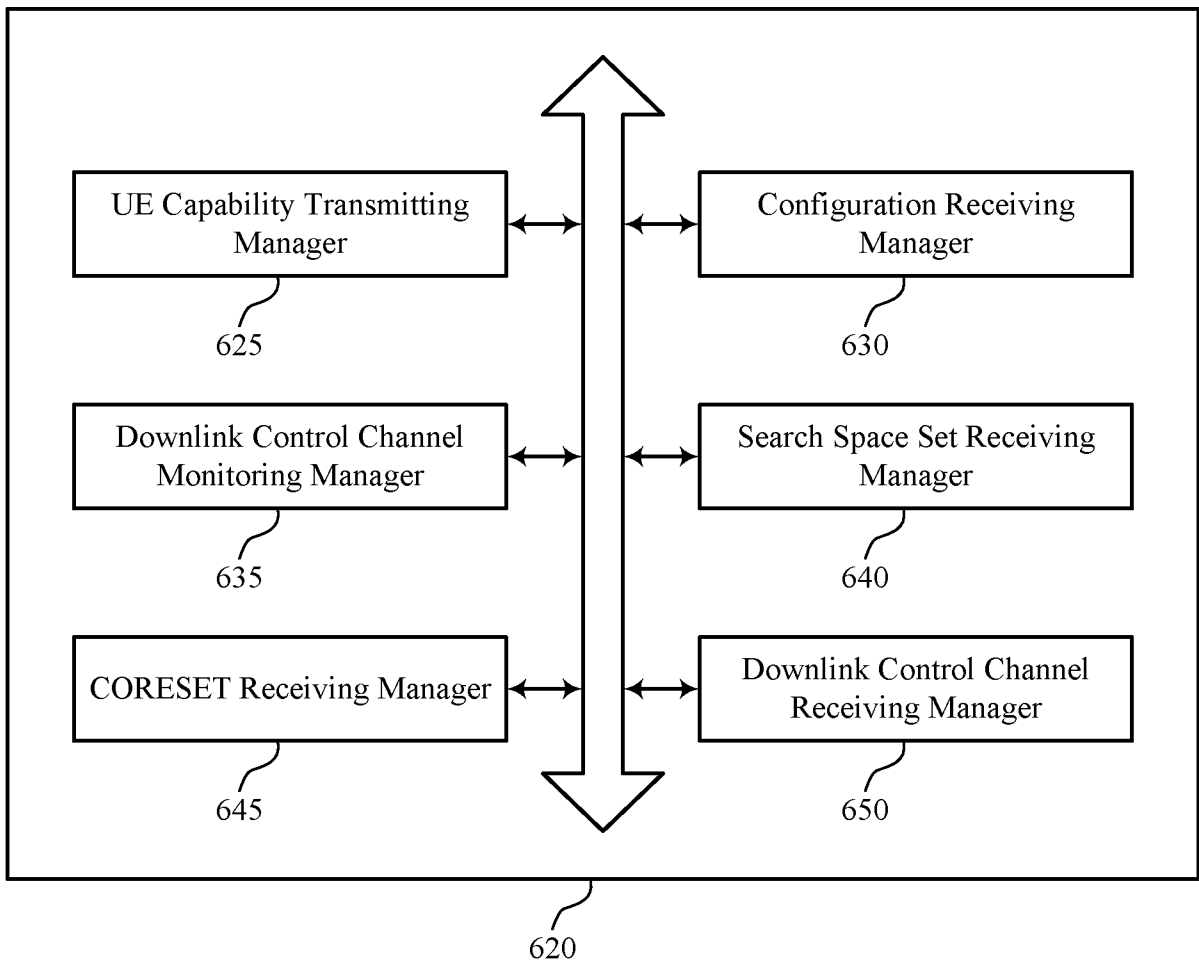 UE Capability Transmitting
Manager
625
Configuration Receiving
Manager
630
Downlink Control Channel
Monitoring Manager
635
Search Space Set Receiving
Manager
640
CORESET Receiving Manager
645
Downlink Control Channel
Receiving Manager
650
620